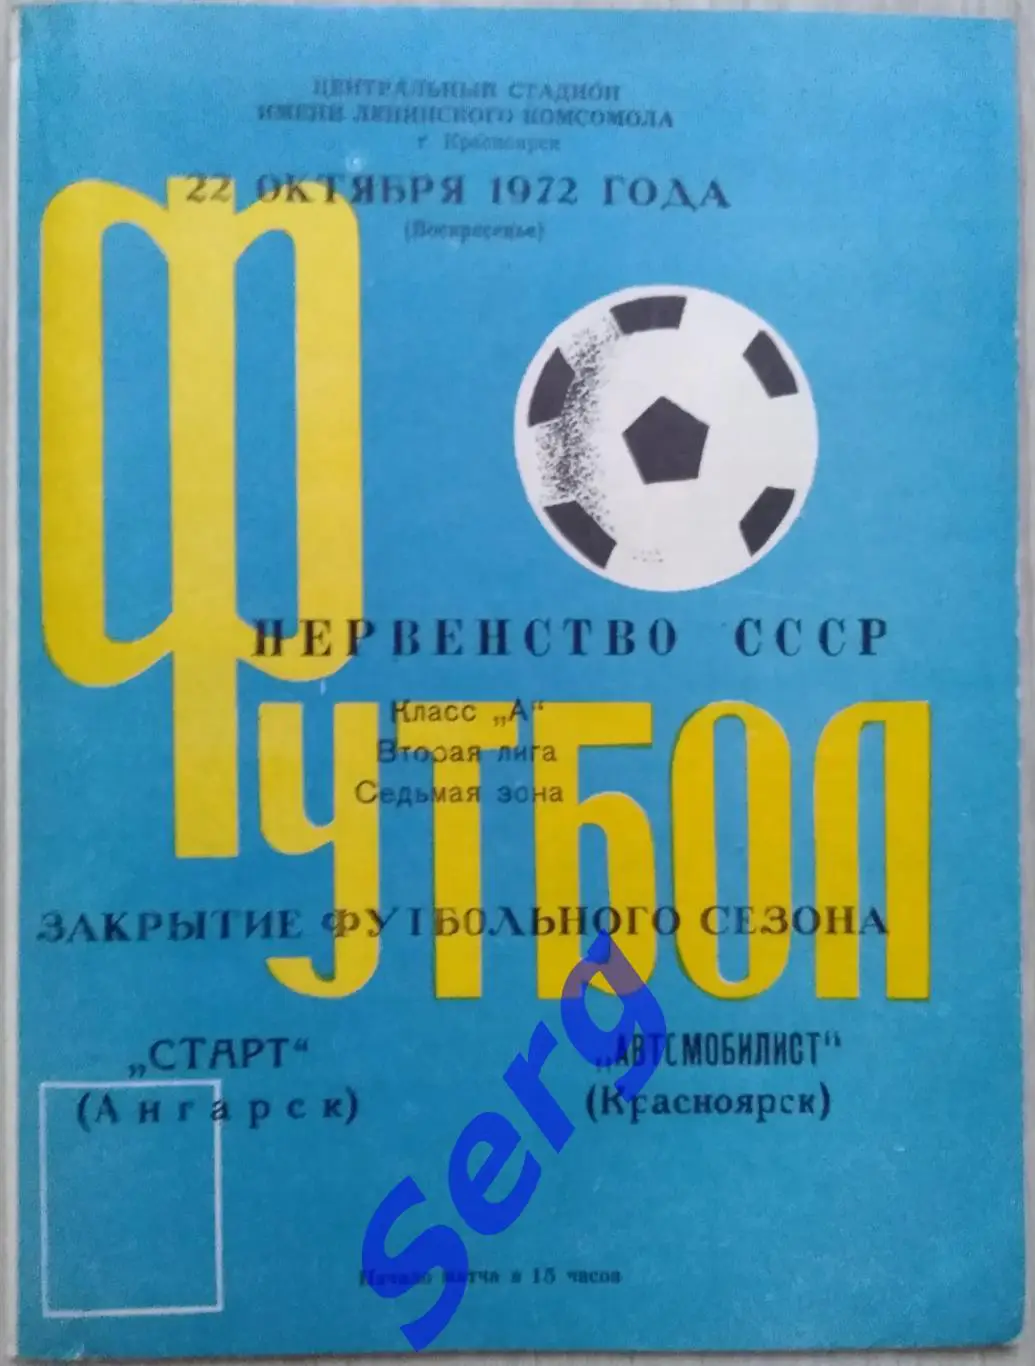 ЦЕНТРАЛЬНЫЙ СТАДИОН
ИМЕНИ ЛЕНИНСКОГО КОМСОМОЛА
г Красноярск
22 ОКТЯБРЯ 1972 ГОДА
(Воскресенье)
ФУТБОЛ
ПЕРВЕНСТВО СССР
Класс „А“
Вторая лига
Седьмая зона
ЗАКРЫТИЕ ФУТБОЛЬНОГО СЕЗОНА
„СТАРТ“ „АВТОМОБИЛИСТ“
(Ангарск) (Красноярск)
Начало матча в 15 часов
Serg